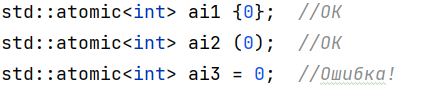 std::atomic<int> ai1 {0};  //OK
std::atomic<int> ai2 (0);  //OK
std::atomic<int> ai3 = 0;  //Ошибка!